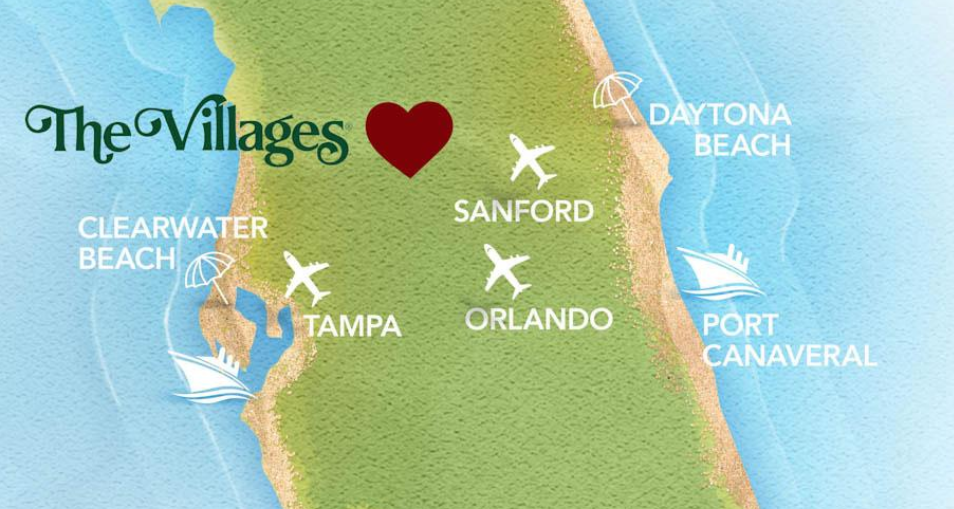 The Villages
DAYTONA
BEACH
SANFORD
CLEARWATER
BEACH
TAMPA
ORLANDO
PORT
CANAVERAL